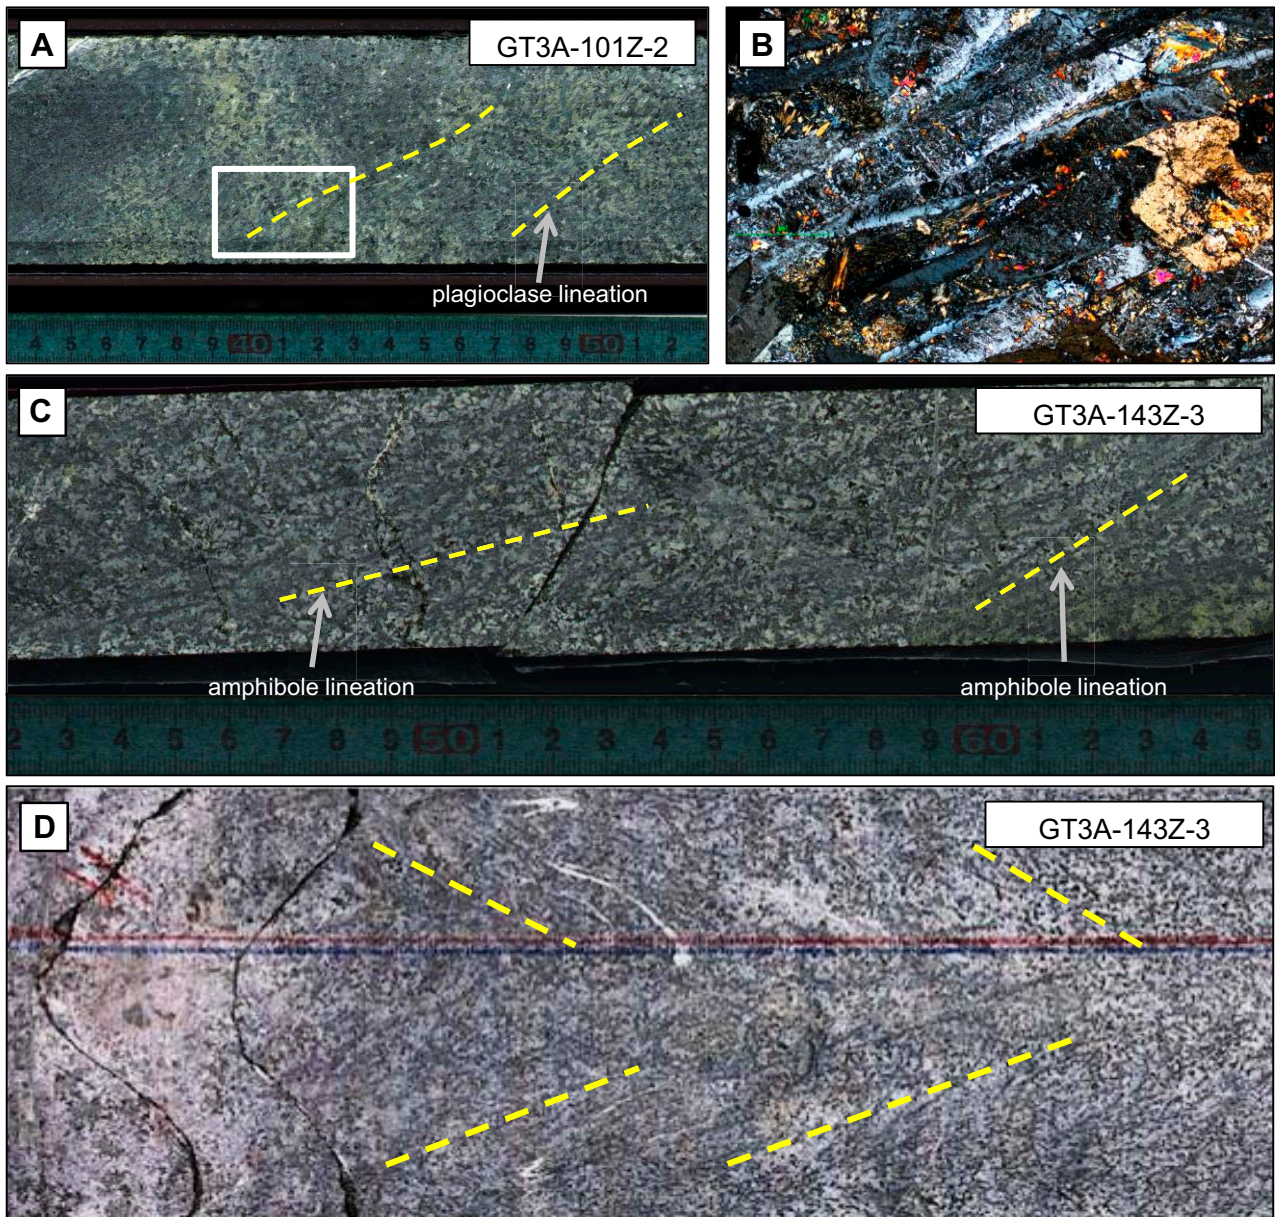 A
GT3A-101Z-2
plagioclase lineation
4 5 6 7 8 9 40 1 2 3 4 5 6 7 8 9 50 1 2
B
C
GT3A-143Z-3
amphibole lineation
amphibole lineation
2 3 4 5 6 7 8 9 50 1 2 3 4 5 6 7 8 9 60 1 2 3 4 5
D
GT3A-143Z-3